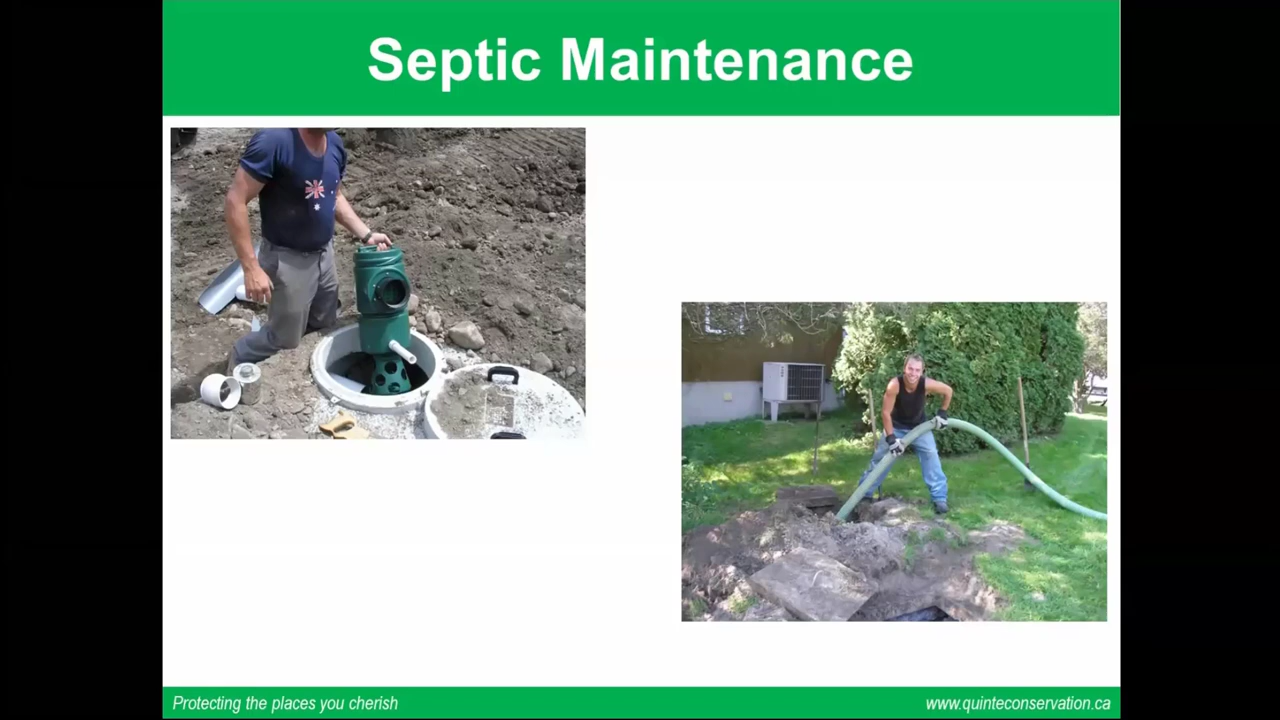 Septic Maintenance
Protecting the places you cherish
www.quinteconservation.ca